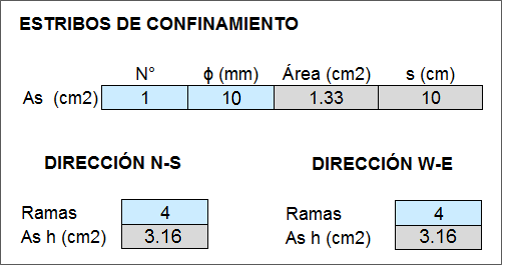 ESTRIBOS DE CONFINAMIENTO
N° ϕ (mm) Área (cm2) s (cm)
As (cm2) 1 10 1.33 10
DIRECCIÓN N-S DIRECCIÓN W-E
Ramas 4 Ramas 4
As h (cm2) 3.16 As h (cm2) 3.16